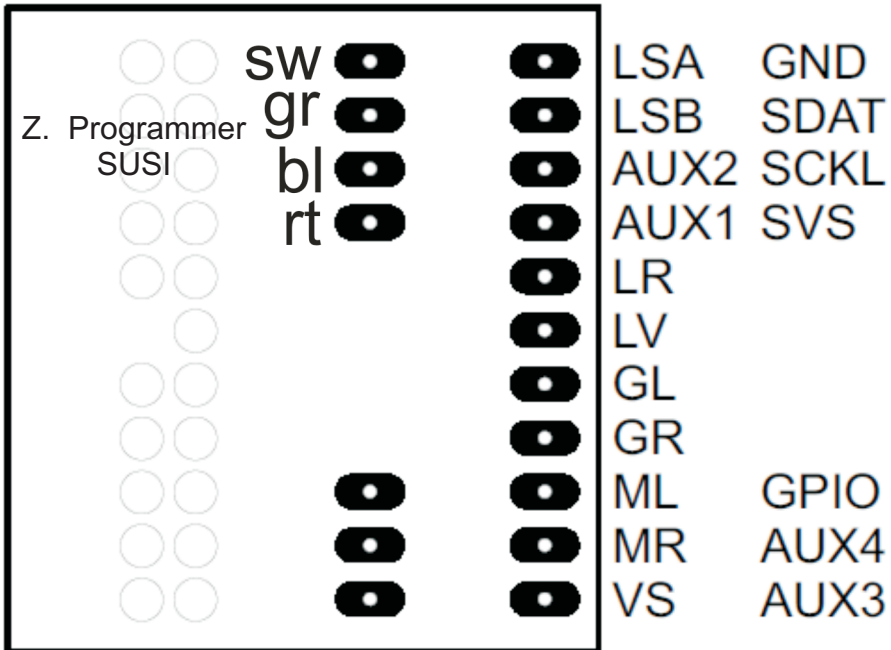 sw LSA GND
gr LSB SDAT
Z. Programmer
SUSI
bl AUX2 SCKL
rt AUX1 SVS
LR
LV
GL
GR
ML GPIO
MR AUX4
VS AUX3